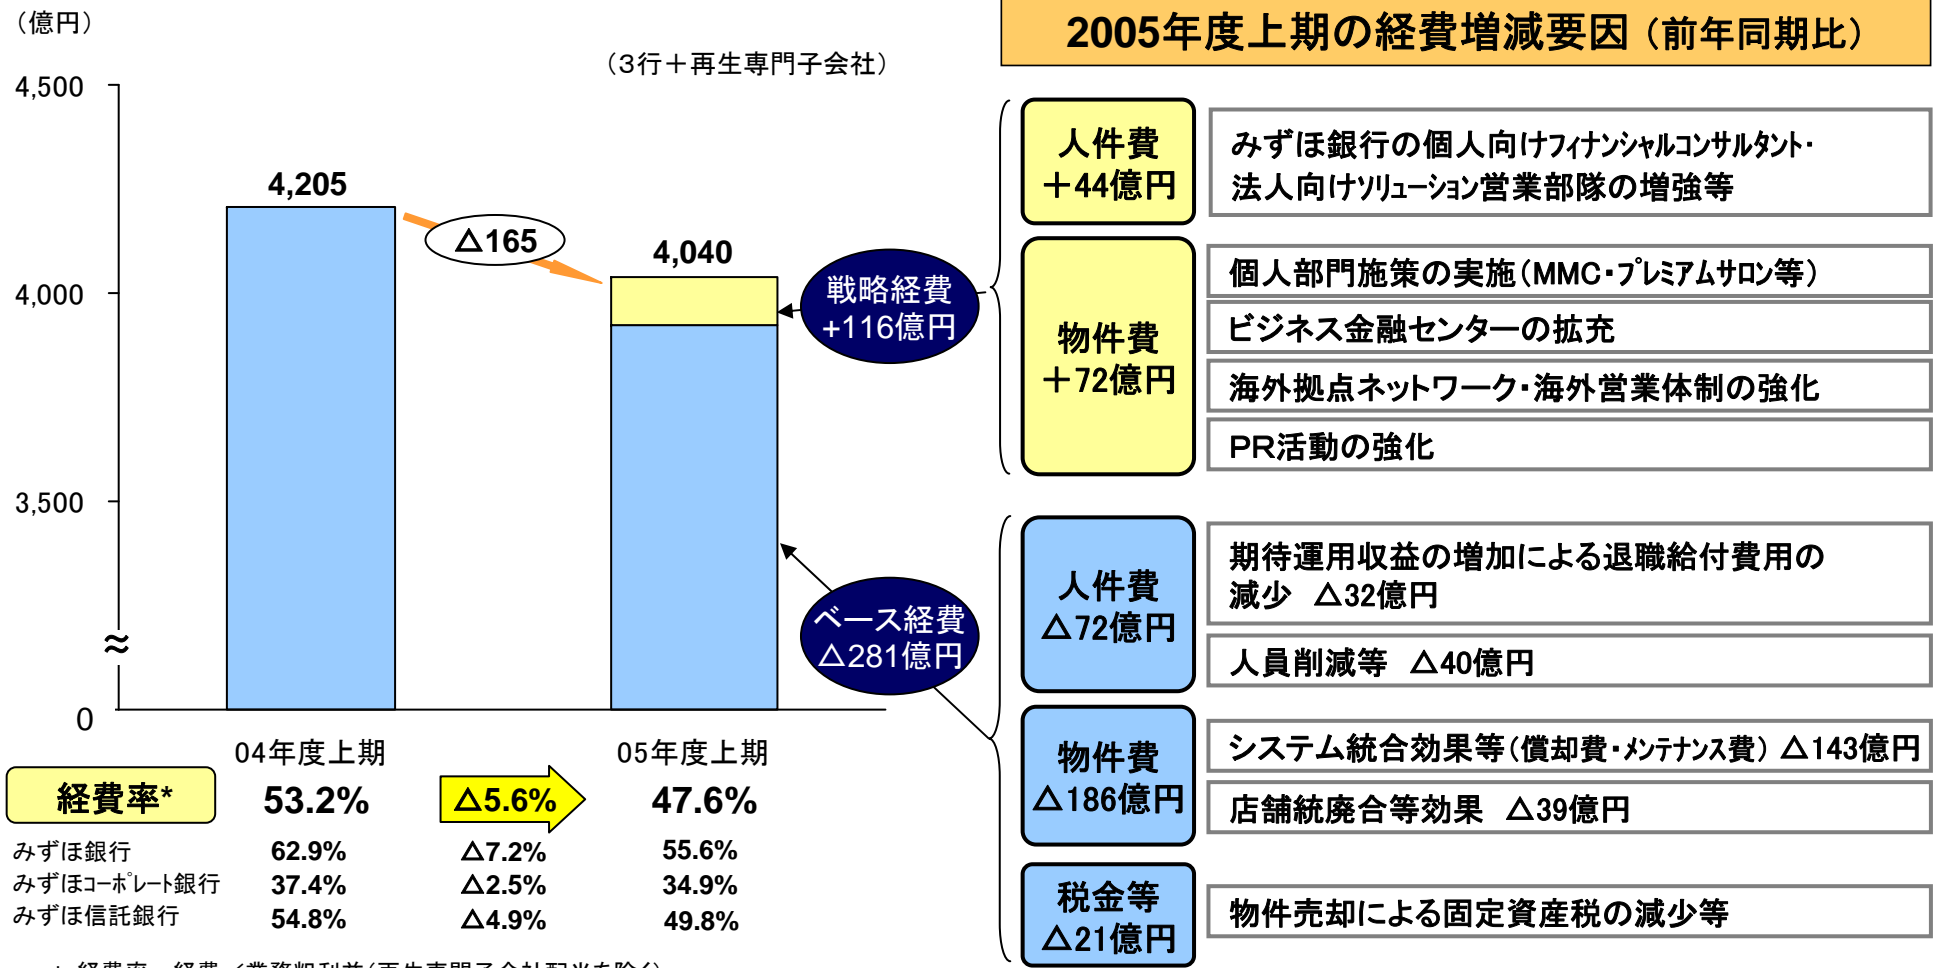 （億円）
（3行＋再生専門子会社）
4,500
4,000
3,500
0
4,205
△165
4,040
戦略経費
+116億円
ベース経費
△281億円
04年度上期
05年度上期
経費率*
53.2%
△5.6%
47.6%
みずほ銀行 62.9% △7.2% 55.6%
みずほｺｰﾎﾟﾚｰﾄ銀行 37.4% △2.5% 34.9%
みずほ信託銀行 54.8% △4.9% 49.8%
2005年度上期の経費増減要因（前年同期比）
人件費
＋44億円
みずほ銀行の個人向けﾌｨﾅﾝｼｬﾙｺﾝｻﾙﾀﾝﾄ･
法人向けｿﾘｭｰｼｮﾝ営業部隊の増強等
物件費
＋72億円
個人部門施策の実施（MMC･ﾌﾟﾚﾐｱﾑｻﾛﾝ等）
ビジネス金融センターの拡充
海外拠点ネットワーク･海外営業体制の強化
PR活動の強化
人件費
△72億円
期待運用収益の増加による退職給付費用の
減少 △32億円
人員削減等 △40億円
物件費
△186億円
システム統合効果等（償却費･ﾒﾝﾃﾅﾝｽ費） △143億円
店舗統廃合等効果 △39億円
税金等
△21億円
物件売却による固定資産税の減少等